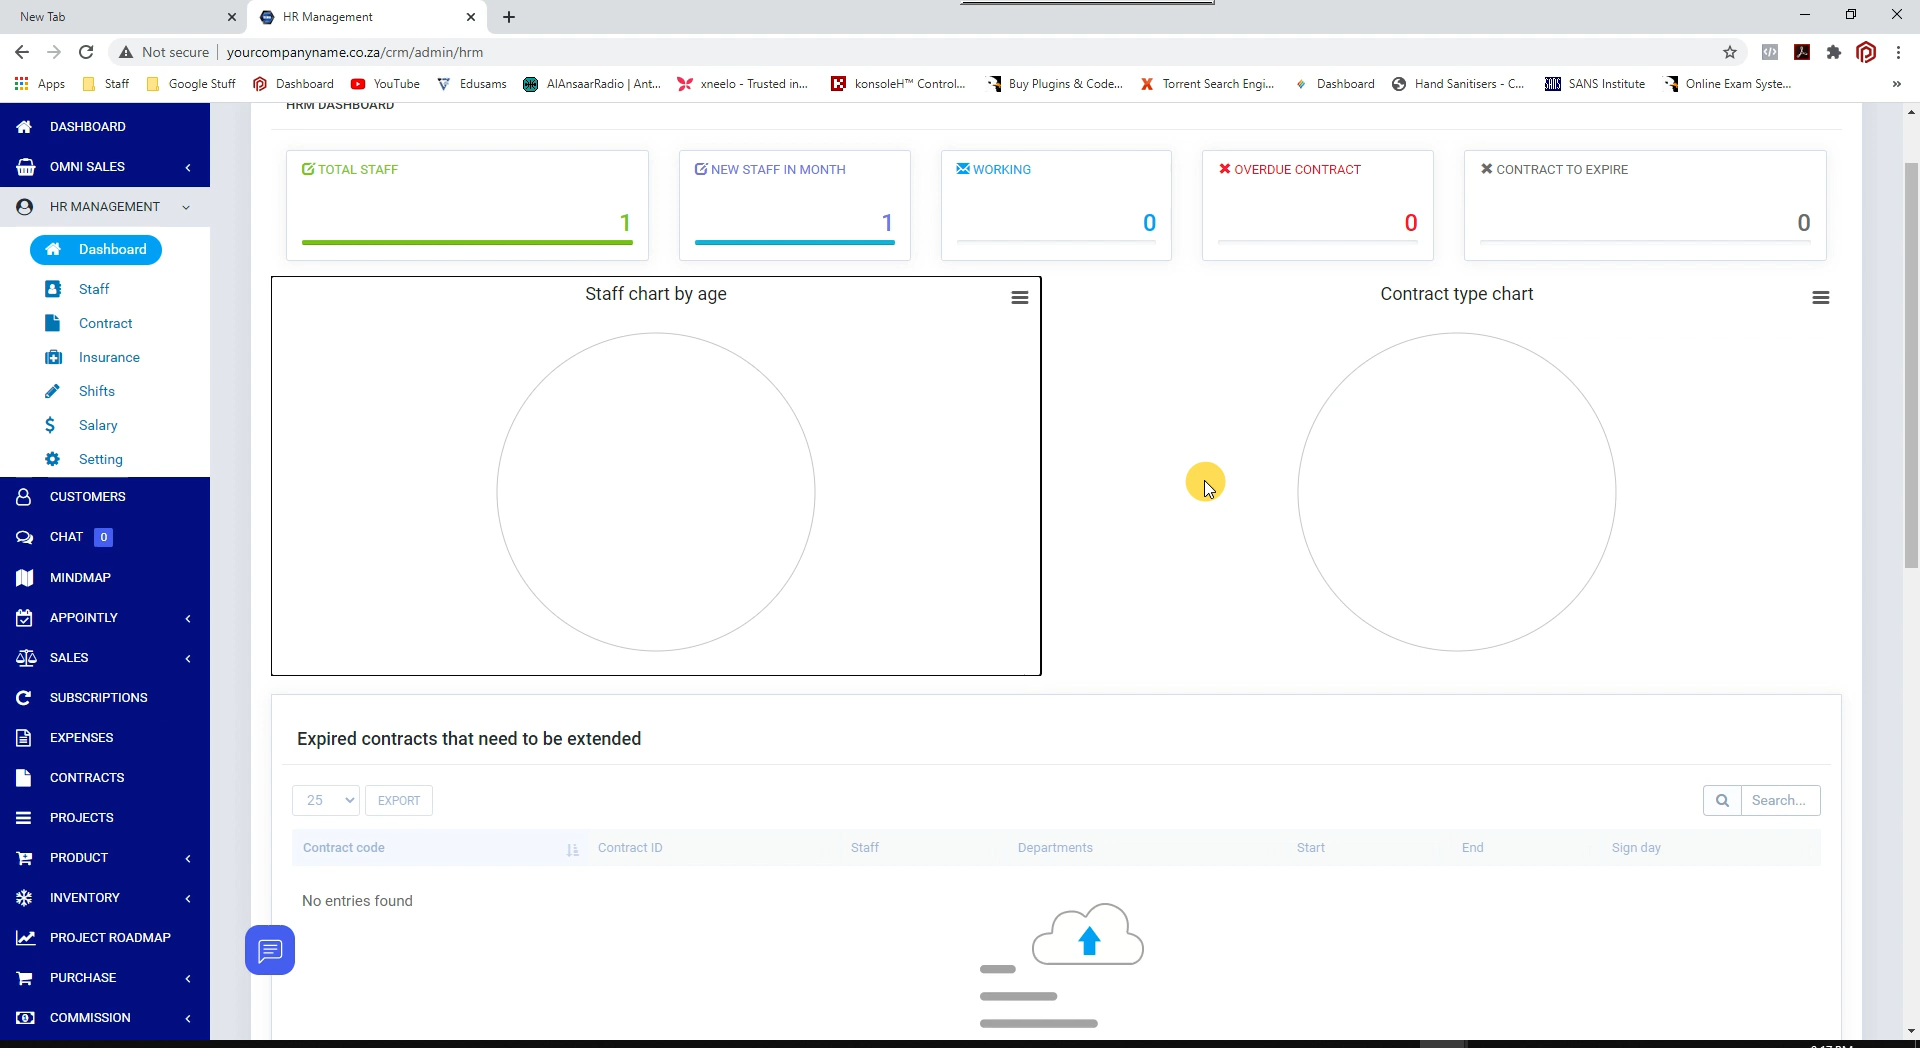 New Tab
HR Management
Not secure
yourcompanyname.co.za/crm/admin/hrm
Apps
Staff
Google Stuff
Dashboard
YouTube
Edusams
AlAnsaarRadio | Ant...
xneelo - Trusted in...
konsoleH™ Control...
Buy Plugins & Code...
Torrent Search Engi...
Dashboard
Hand Sanitisers - C...
SANS Institute
Online Exam Syste...
»
HRM DASHBOARD
DASHBOARD
OMNI SALES
HR MANAGEMENT
Dashboard
Staff
Contract
Insurance
Shifts
Salary
Setting
CUSTOMERS
CHAT 0
MINDMAP
APPOINTLY
SALES
SUBSCRIPTIONS
EXPENSES
CONTRACTS
PROJECTS
PRODUCT
INVENTORY
PROJECT ROADMAP
PURCHASE
COMMISSION
TOTAL STAFF
1
NEW STAFF IN MONTH
1
WORKING
0
OVERDUE CONTRACT
0
CONTRACT TO EXPIRE
0
Staff chart by age
Contract type chart
Expired contracts that need to be extended
25
EXPORT
Search...
Contract code
Contract ID
Staff
Departments
Start
End
Sign day
No entries found